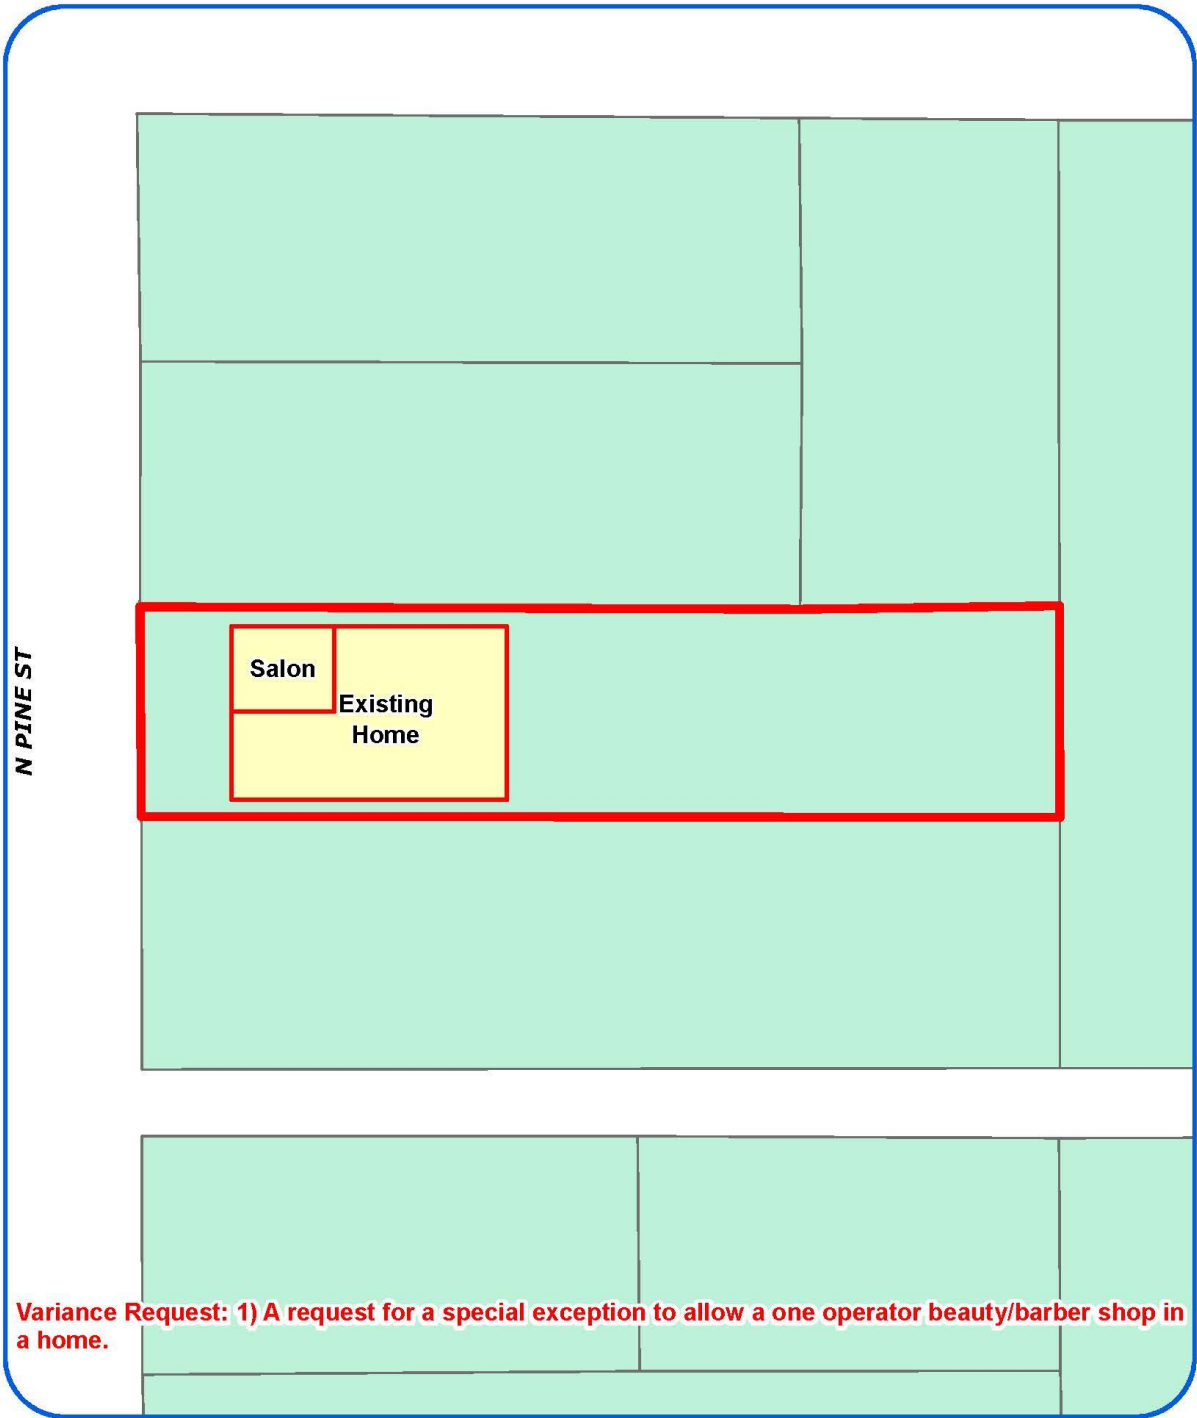 Salon
Existing
Home
N PINE ST
Variance Request: 1) A request for a special exception to allow a one operator beauty/barber shop in
a home.